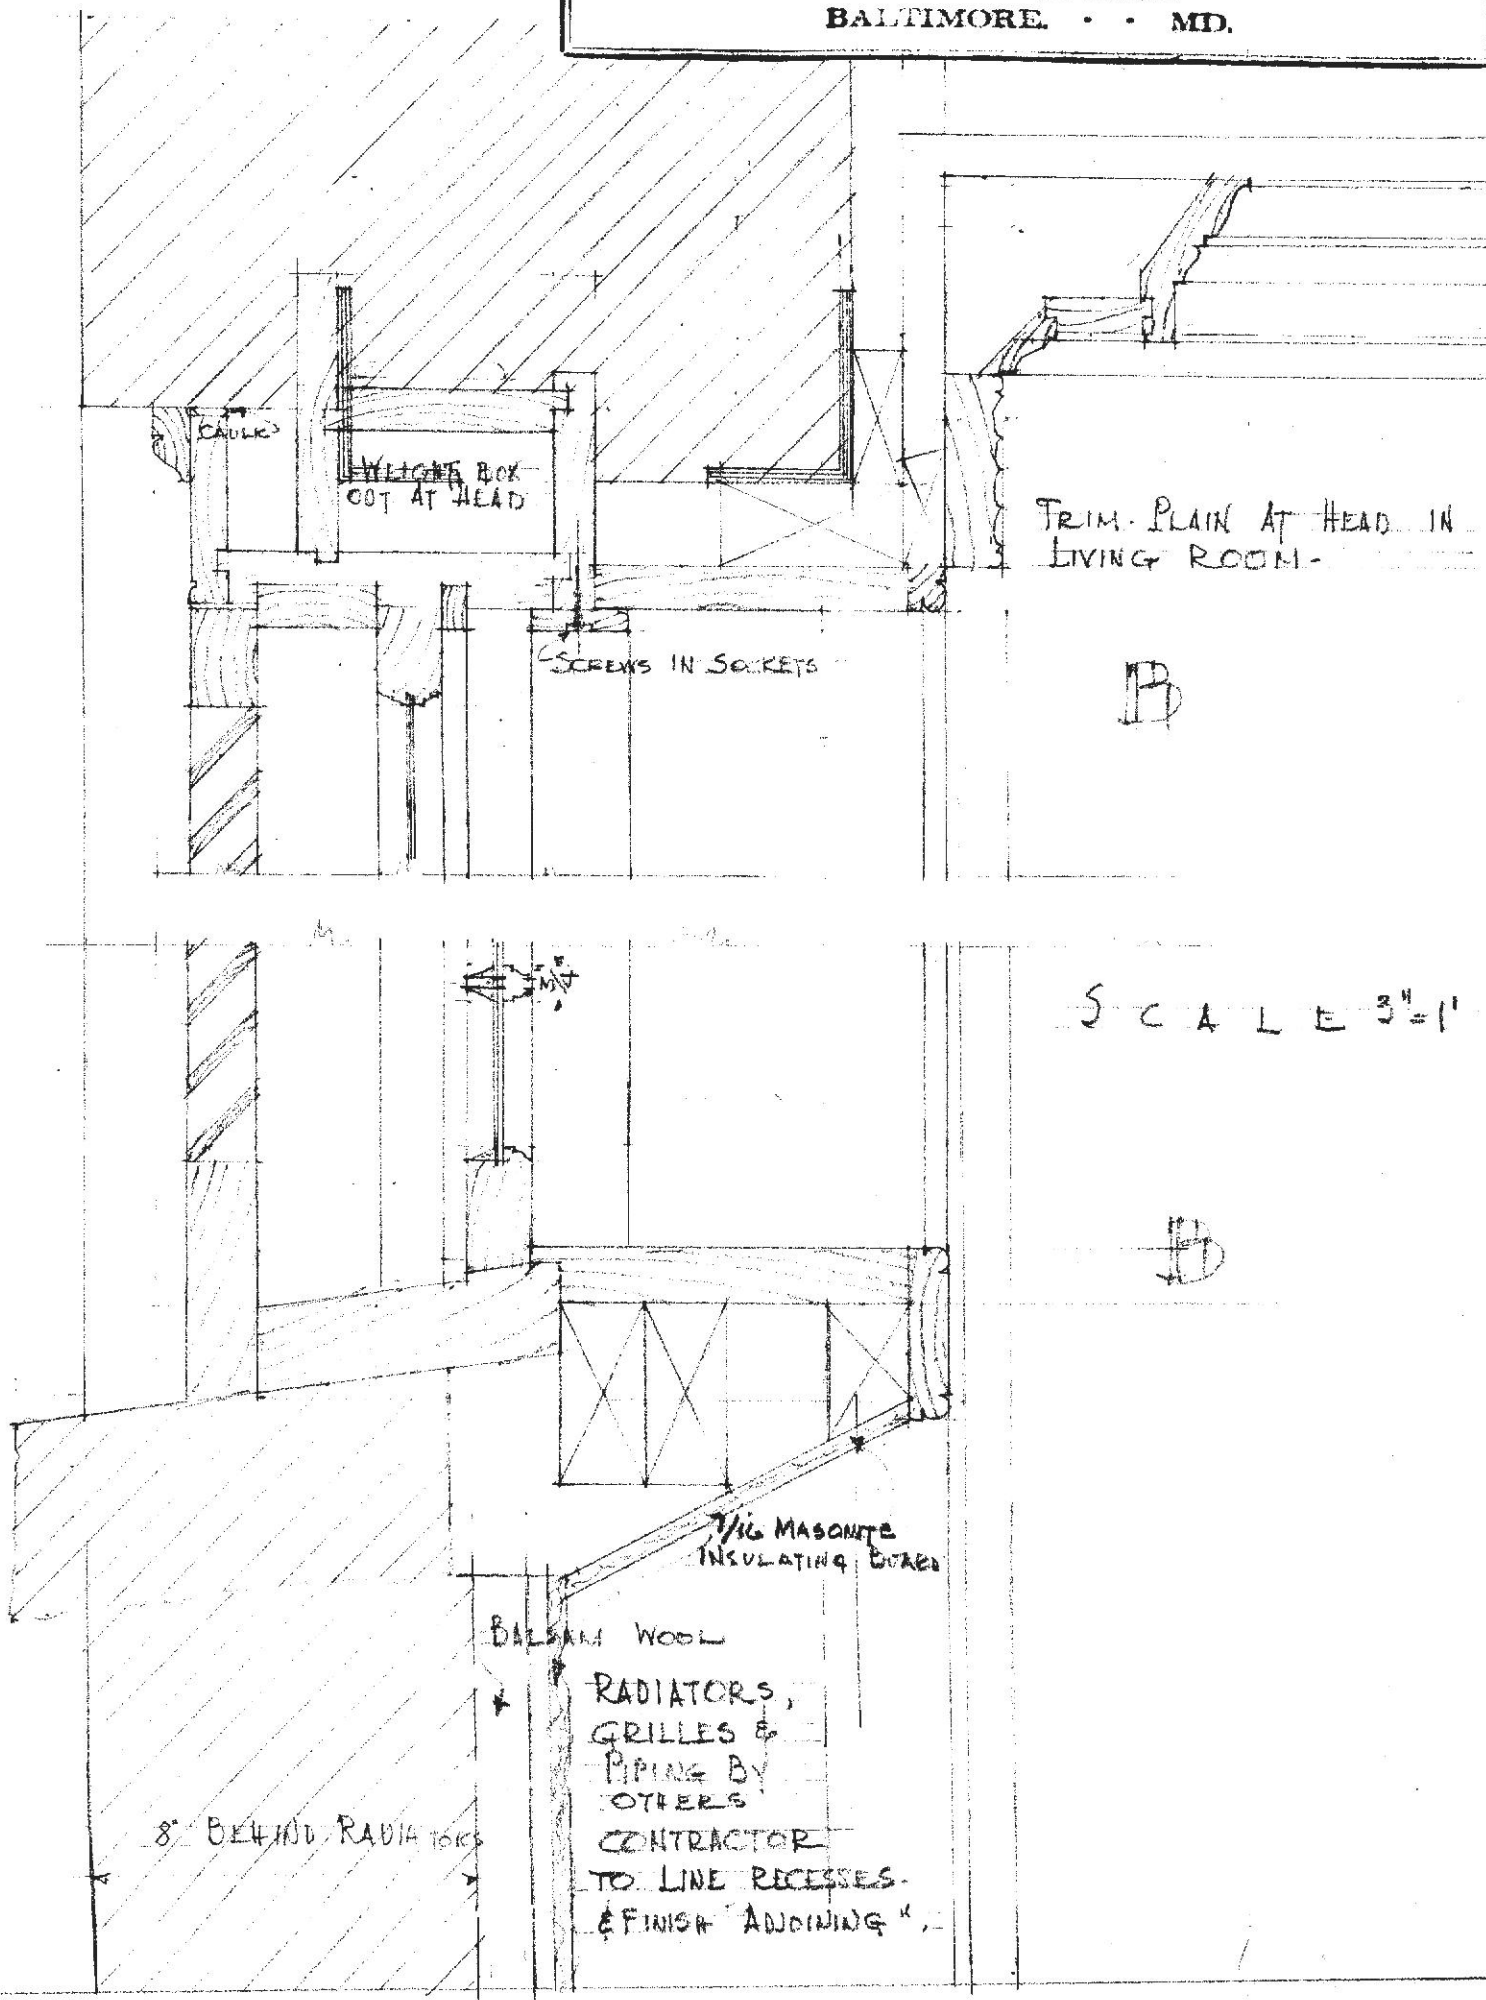 BALTIMORE. · · MD.
CAULK
WEIGHT BOX
OUT AT HEAD
TRIM. PLAIN AT HEAD IN
LIVING ROOM-
SCREWS IN SOCKETS
B
SCALE 3"=1'
B
7/16 MASONITE
INSULATING BOARD
BALSAM WOOL
RADIATORS,
GRILLES &
PIPING BY
OTHERS
CONTRACTOR
TO LINE RECESSES.
& FINISH "ADJOINING".
8" BEHIND RADIATORS